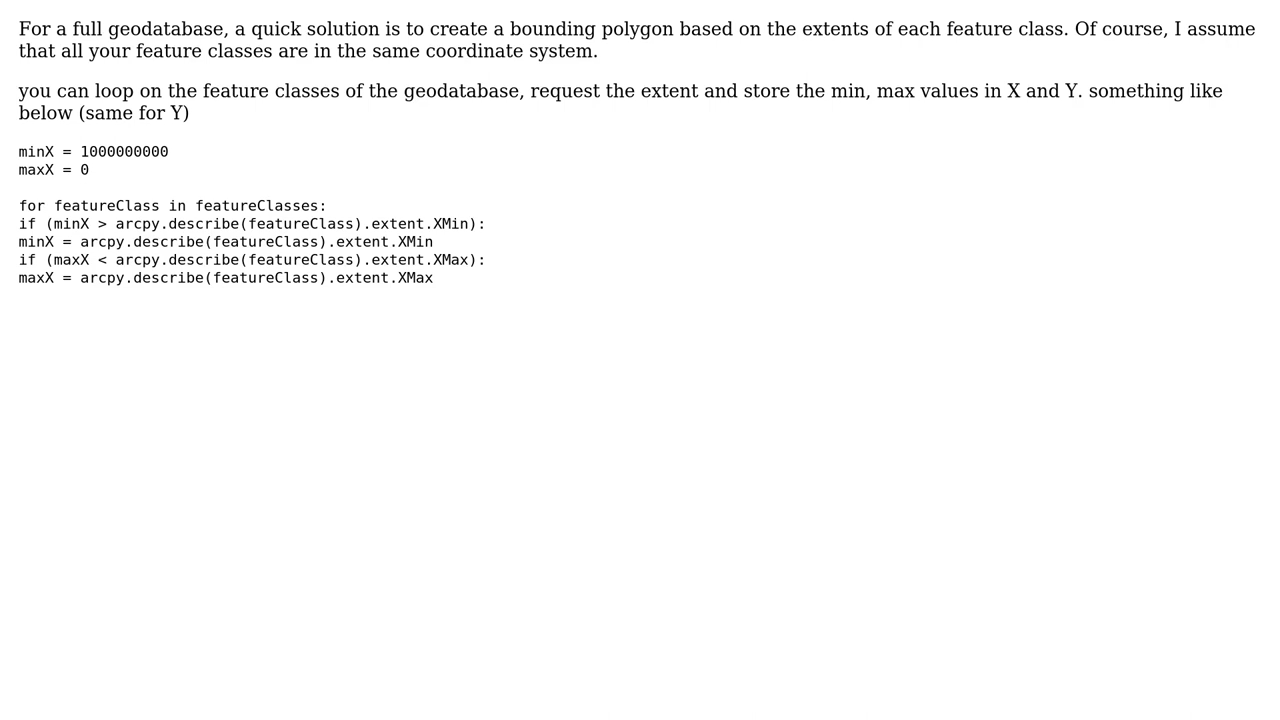 For a full geodatabase, a quick solution is to create a bounding polygon based on the extents of each feature class. Of course, I assume
that all your feature classes are in the same coordinate system.
you can loop on the feature classes of the geodatabase, request the extent and store the min, max values in X and Y. something like
below (same for Y)
minX = 1000000000
maxX = 0
for featureClass in featureClasses:
if (minX > arcpy.describe(featureClass).extent.XMin):
minX = arcpy.describe(featureClass).extent.XMin
if (maxX < arcpy.describe(featureClass).extent.XMax):
maxX = arcpy.describe(featureClass).extent.XMax